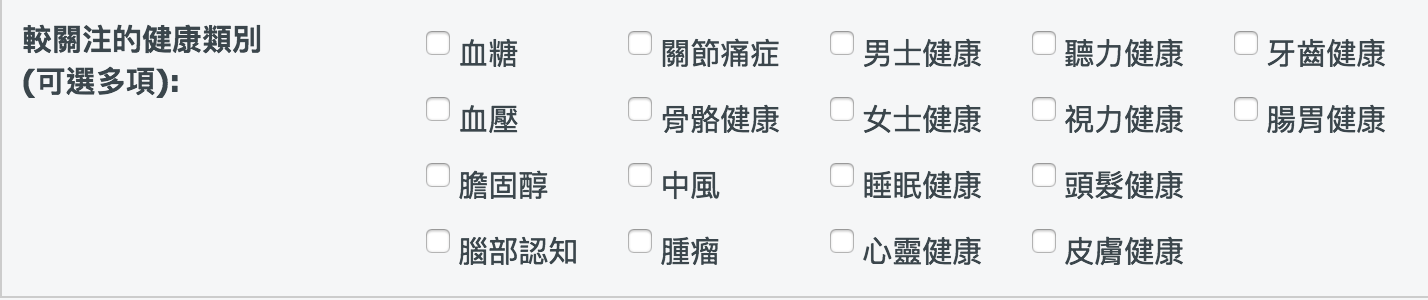 較關注的健康類別
(可選多項):
血糖 關節痛症 男士健康 聽力健康 牙齒健康
血壓 骨骼健康 女士健康 視力健康 腸胃健康
膽固醇 中風 睡眠健康 頭髮健康
腦部認知 腫瘤 心靈健康 皮膚健康